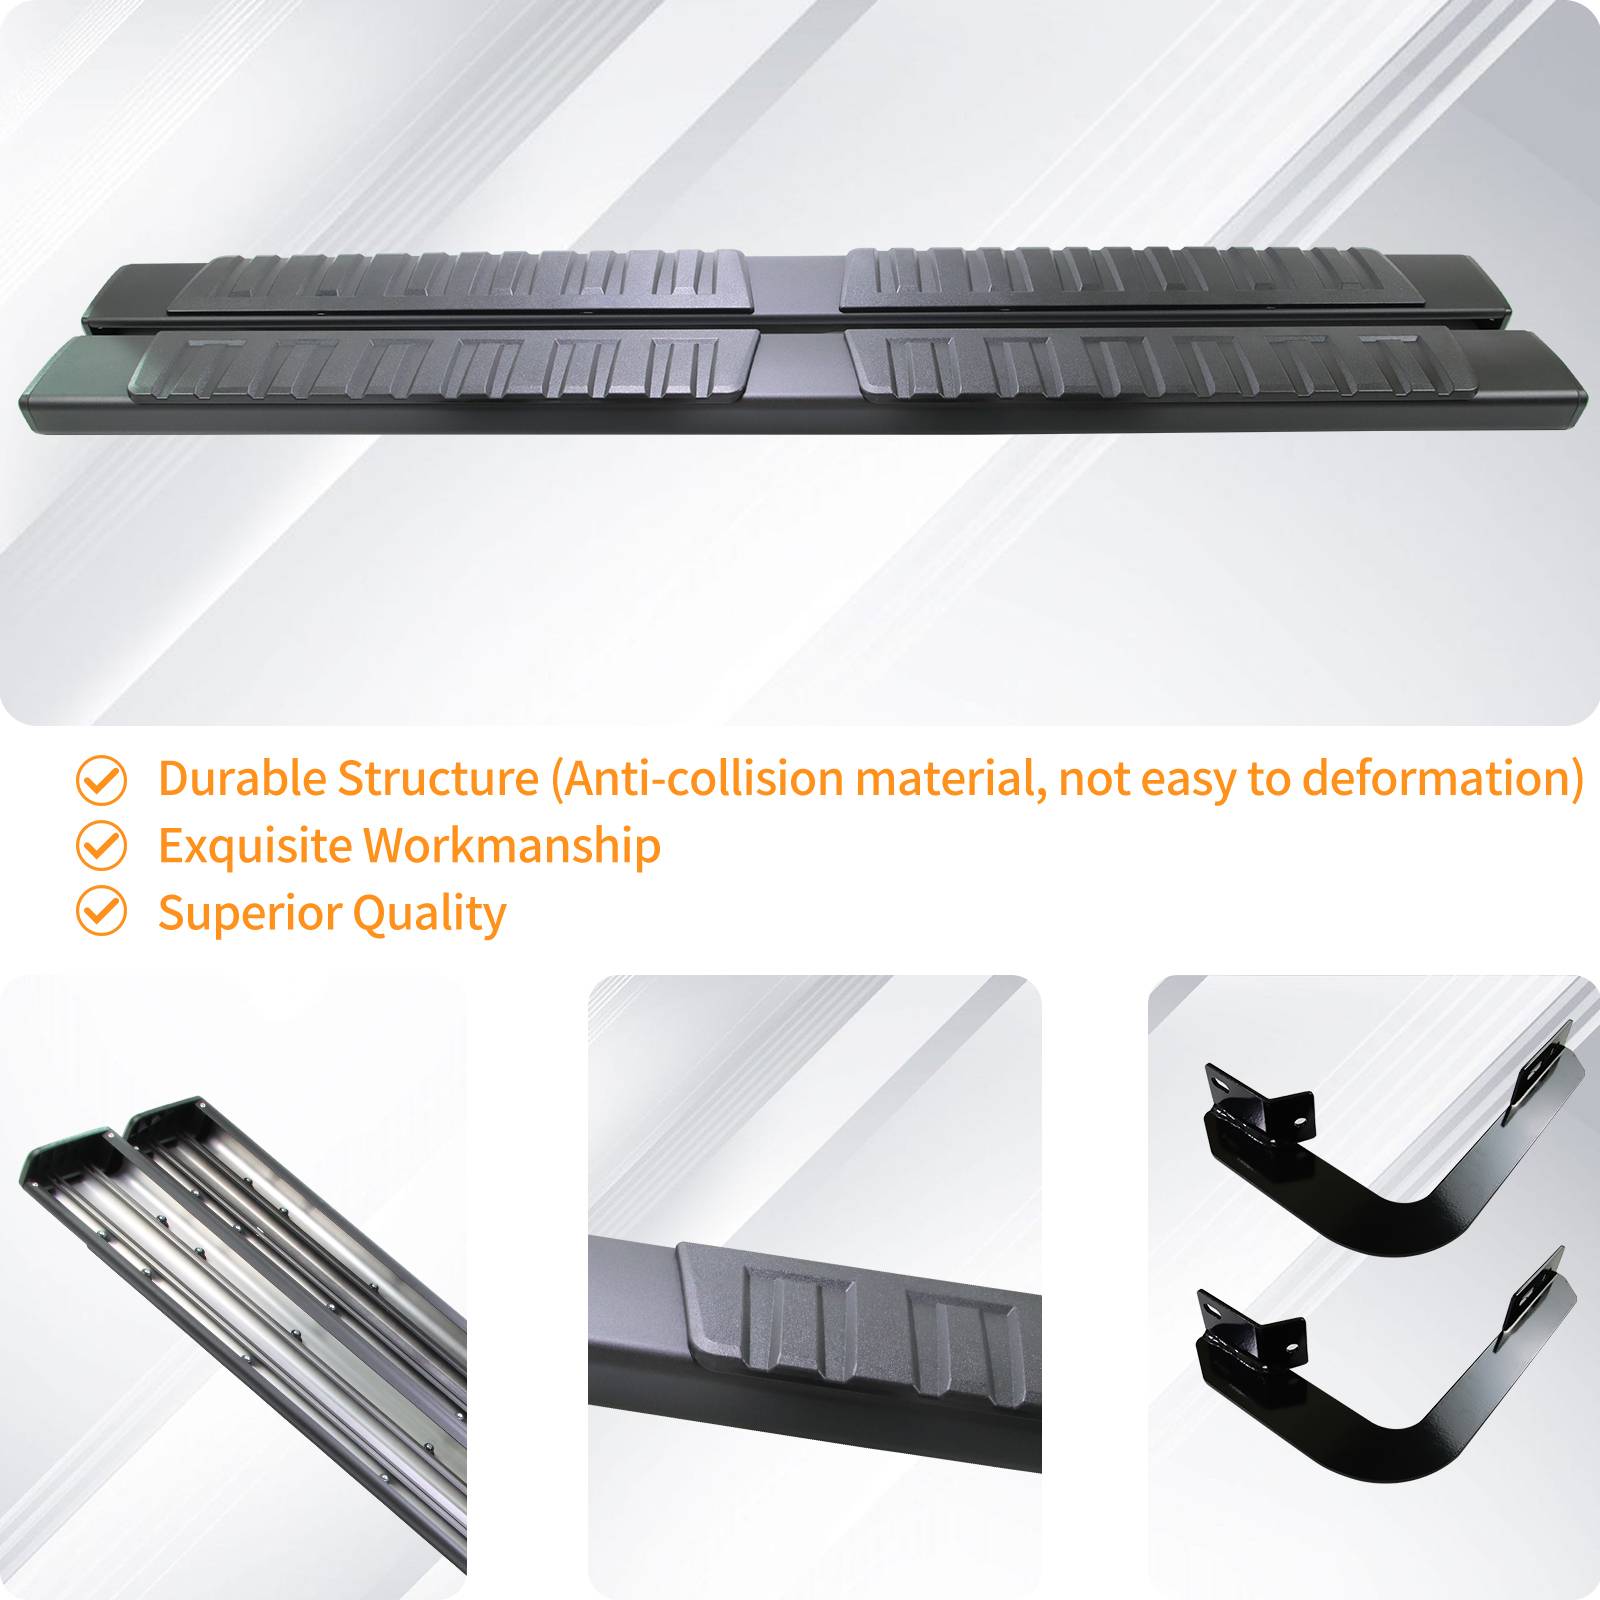 Durable Structure (Anti-collision material, not easy to deformation)
Exquisite Workmanship
Superior Quality